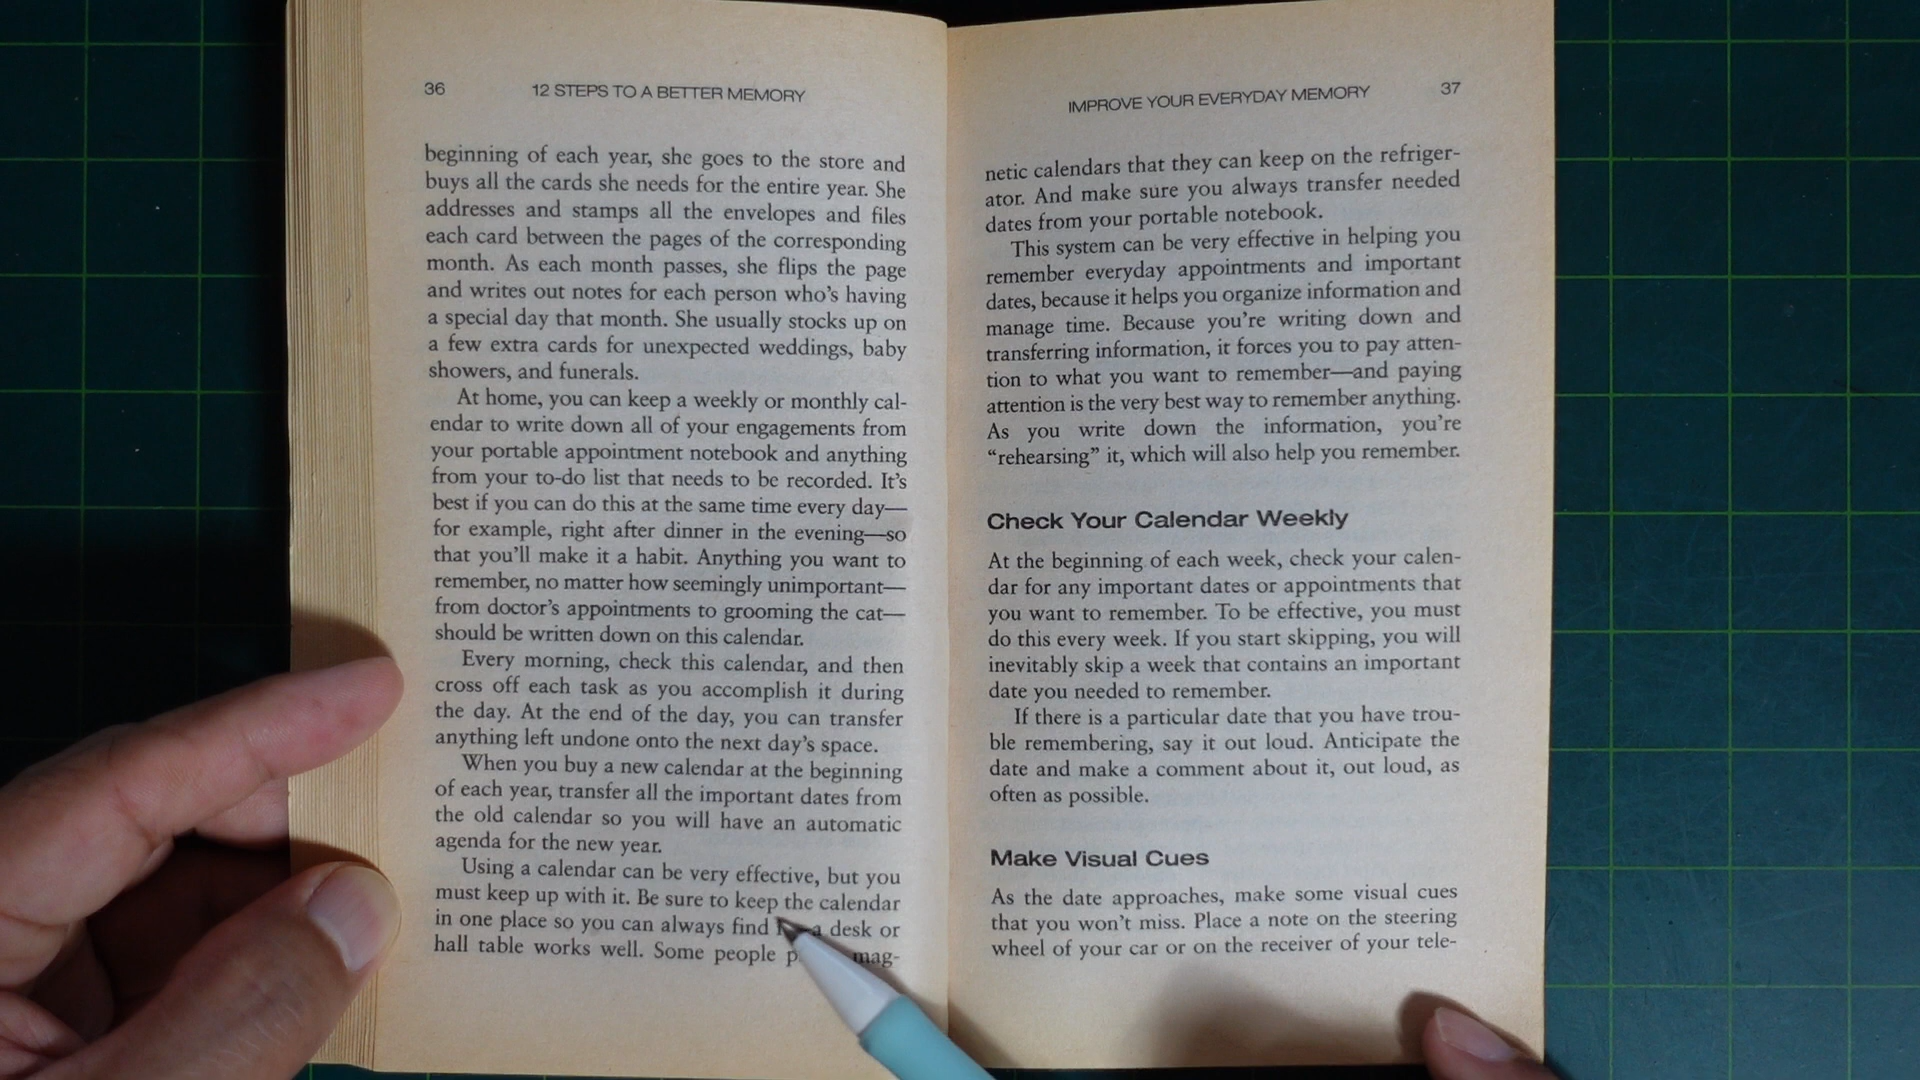 36 12 STEPS TO A BETTER MEMORY
beginning of each year, she goes to the store and
buys all the cards she needs for the entire year. She
addresses and stamps all the envelopes and files
each card between the pages of the corresponding
month. As each month passes, she flips the page
and writes out notes for each person who's having
a special day that month. She usually stocks up on
a few extra cards for unexpected weddings, baby
showers, and funerals.
At home, you can keep a weekly or monthly cal-
endar to write down all of your engagements from
your portable appointment notebook and anything
from your to-do list that needs to be recorded. It's
best if you can do this at the same time every day—
for example, right after dinner in the evening—so
that you'll make it a habit. Anything you want to
remember, no matter how seemingly unimportant—
from doctor's appointments to grooming the cat—
should be written down on this calendar.
Every morning, check this calendar, and then
cross off each task as you accomplish it during
the day. At the end of the day, you can transfer
anything left undone onto the next day's space.
When you buy a new calendar at the beginning
of each year, transfer all the important dates from
the old calendar so you will have an automatic
agenda for the new year.
Using a calendar can be very effective, but you
must keep up with it. Be sure to keep the calendar
in one place so you can always find a desk or
hall table works well. Some people mag-
IMPROVE YOUR EVERYDAY MEMORY 37
netic calendars that they can keep on the refriger-
ator. And make sure you always transfer needed
dates from your portable notebook.
This system can be very effective in helping you
remember everyday appointments and important
dates, because it helps you organize information and
manage time. Because you're writing down and
transferring information, it forces you to pay atten-
tion to what you want to remember—and paying
attention is the very best way to remember anything.
As you write down the information, you're
“rehearsing” it, which will also help you remember.
Check Your Calendar Weekly
At the beginning of each week, check your calen-
dar for any important dates or appointments that
you want to remember. To be effective, you must
do this every week. If you start skipping, you will
inevitably skip a week that contains an important
date you needed to remember.
If there is a particular date that you have trou-
ble remembering, say it out loud. Anticipate the
date and make a comment about it, out loud, as
often as possible.
Make Visual Cues
As the date approaches, make some visual cues
that you won't miss. Place a note on the steering
wheel of your car or on the receiver of your tele-